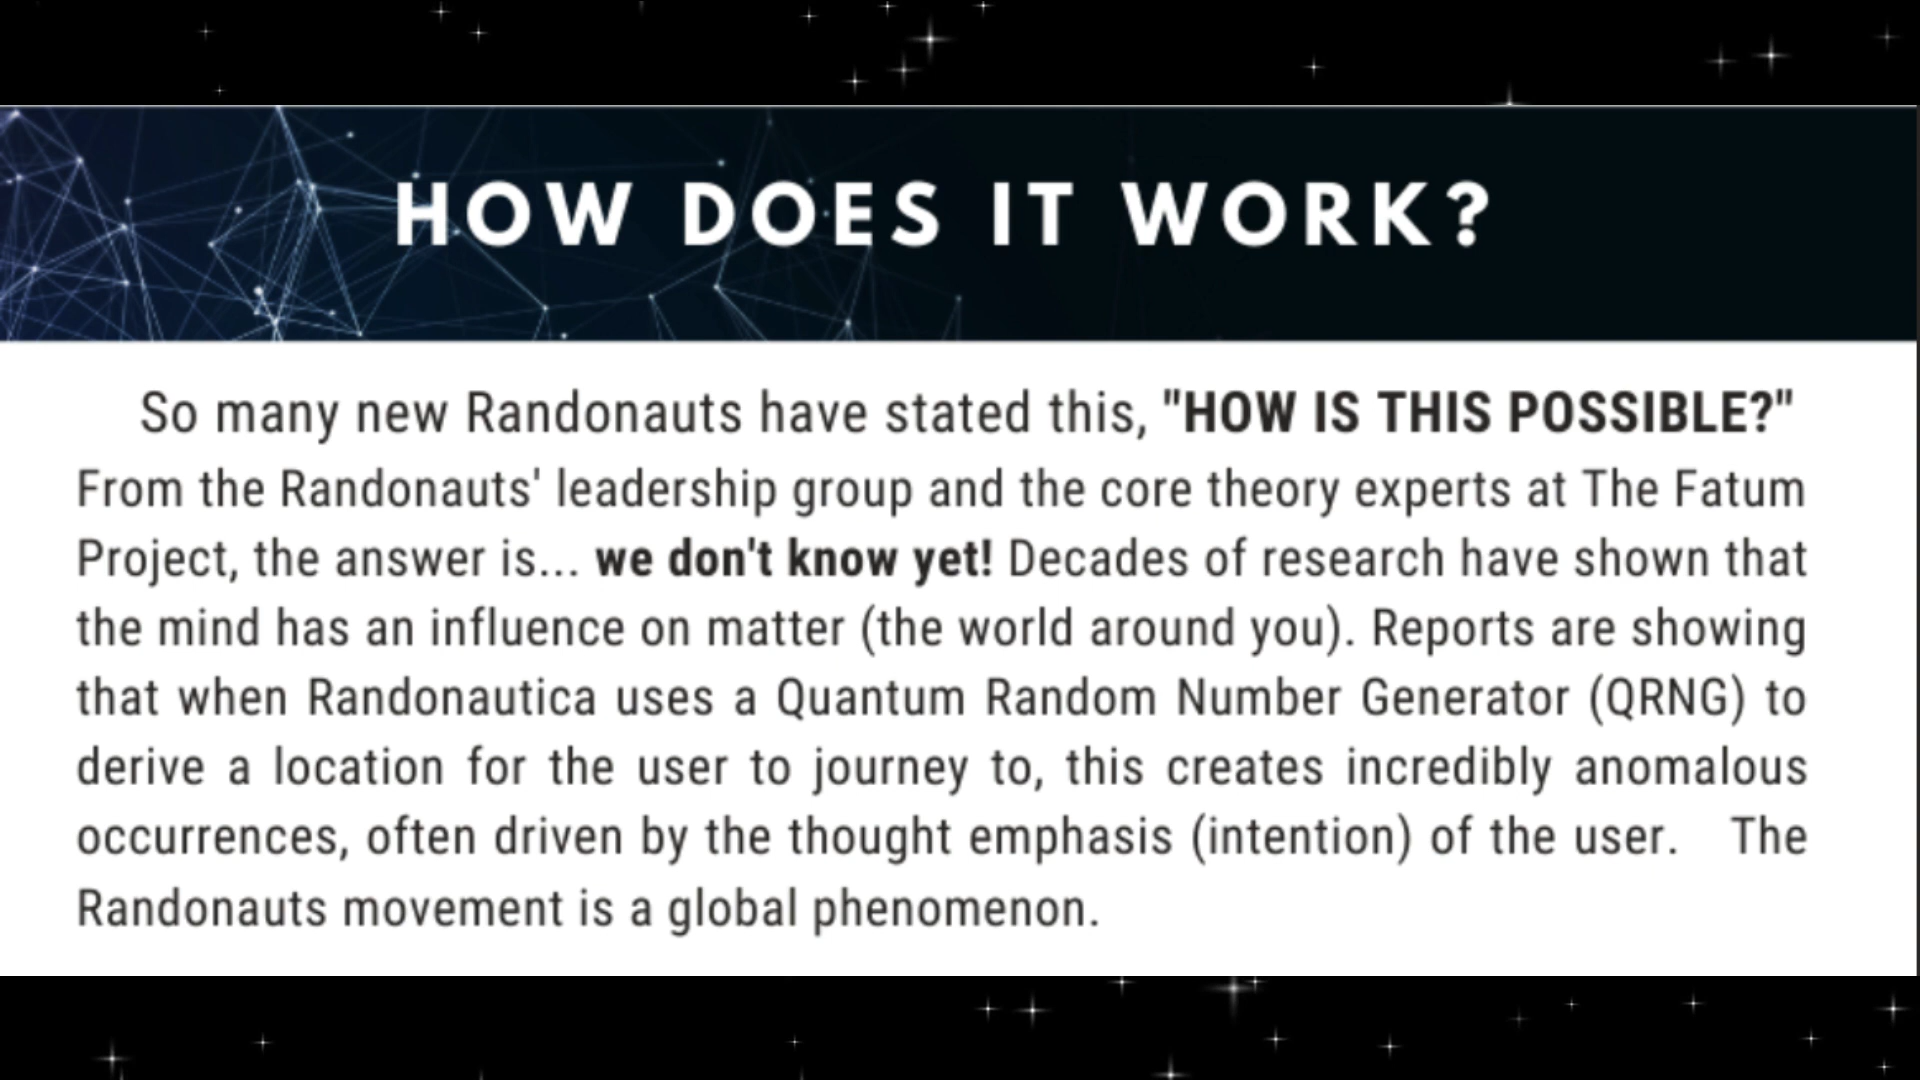 HOW DOES IT WORK?
So many new Randonauts have stated this, "HOW IS THIS POSSIBLE?"
From the Randonauts' leadership group and the core theory experts at The Fatum
Project, the answer is... we don't know yet! Decades of research have shown that
the mind has an influence on matter (the world around you). Reports are showing
that when Randonautica uses a Quantum Random Number Generator (QRNG) to
derive a location for the user to journey to, this creates incredibly anomalous
occurrences, often driven by the thought emphasis (intention) of the user. The
Randonauts movement is a global phenomenon.